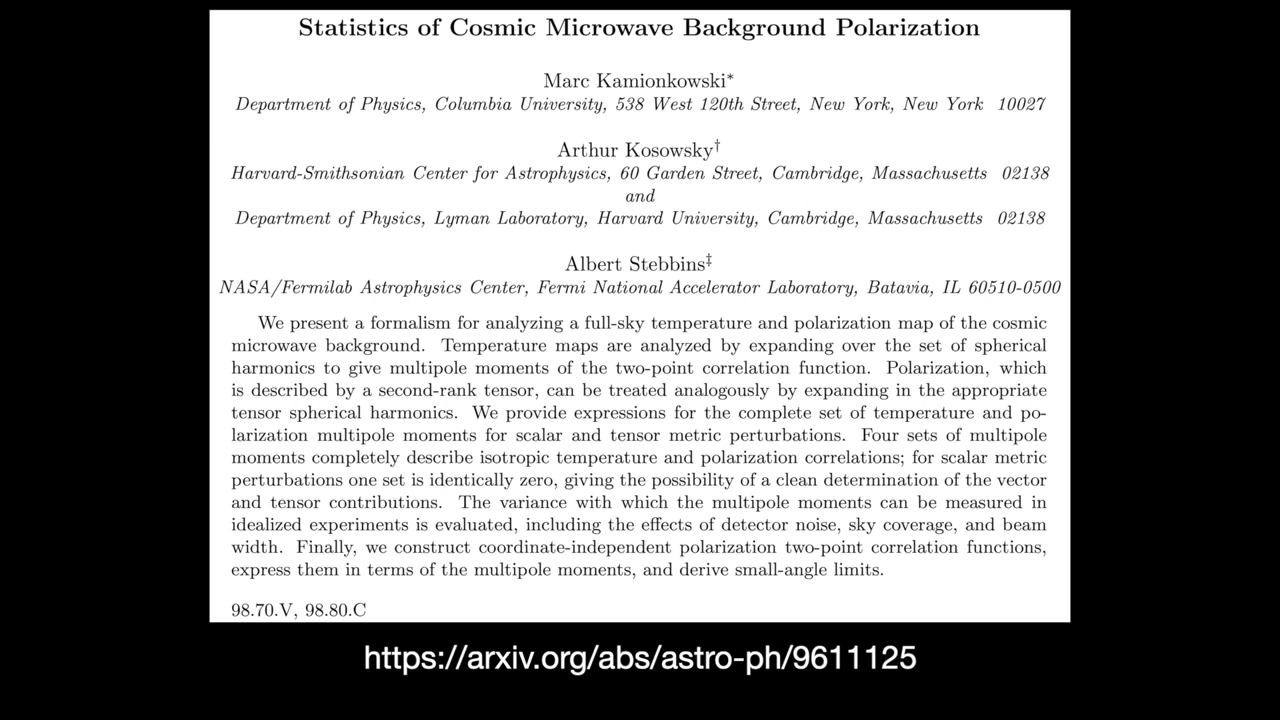 Statistics of Cosmic Microwave Background Polarization
Marc Kamionkowski*
Department of Physics, Columbia University, 538 West 120th Street, New York, New York 10027
Arthur Kosowsky†
Harvard-Smithsonian Center for Astrophysics, 60 Garden Street, Cambridge, Massachusetts 02138
and
Department of Physics, Lyman Laboratory, Harvard University, Cambridge, Massachusetts 02138
Albert Stebbins‡
NASA/Fermilab Astrophysics Center, Fermi National Accelerator Laboratory, Batavia, IL 60510-0500
We present a formalism for analyzing a full-sky temperature and polarization map of the cosmic
microwave background. Temperature maps are analyzed by expanding over the set of spherical
harmonics to give multipole moments of the two-point correlation function. Polarization, which
is described by a second-rank tensor, can be treated analogously by expanding in the appropriate
tensor spherical harmonics. We provide expressions for the complete set of temperature and po-
larization multipole moments for scalar and tensor metric perturbations. Four sets of multipole
moments completely describe isotropic temperature and polarization correlations; for scalar metric
perturbations one set is identically zero, giving the possibility of a clean determination of the vector
and tensor contributions. The variance with which the multipole moments can be measured in
idealized experiments is evaluated, including the effects of detector noise, sky coverage, and beam
width. Finally, we construct coordinate-independent polarization two-point correlation functions,
express them in terms of the multipole moments, and derive small-angle limits.
98.70.V, 98.80.C
https://arxiv.org/abs/astro-ph/9611125